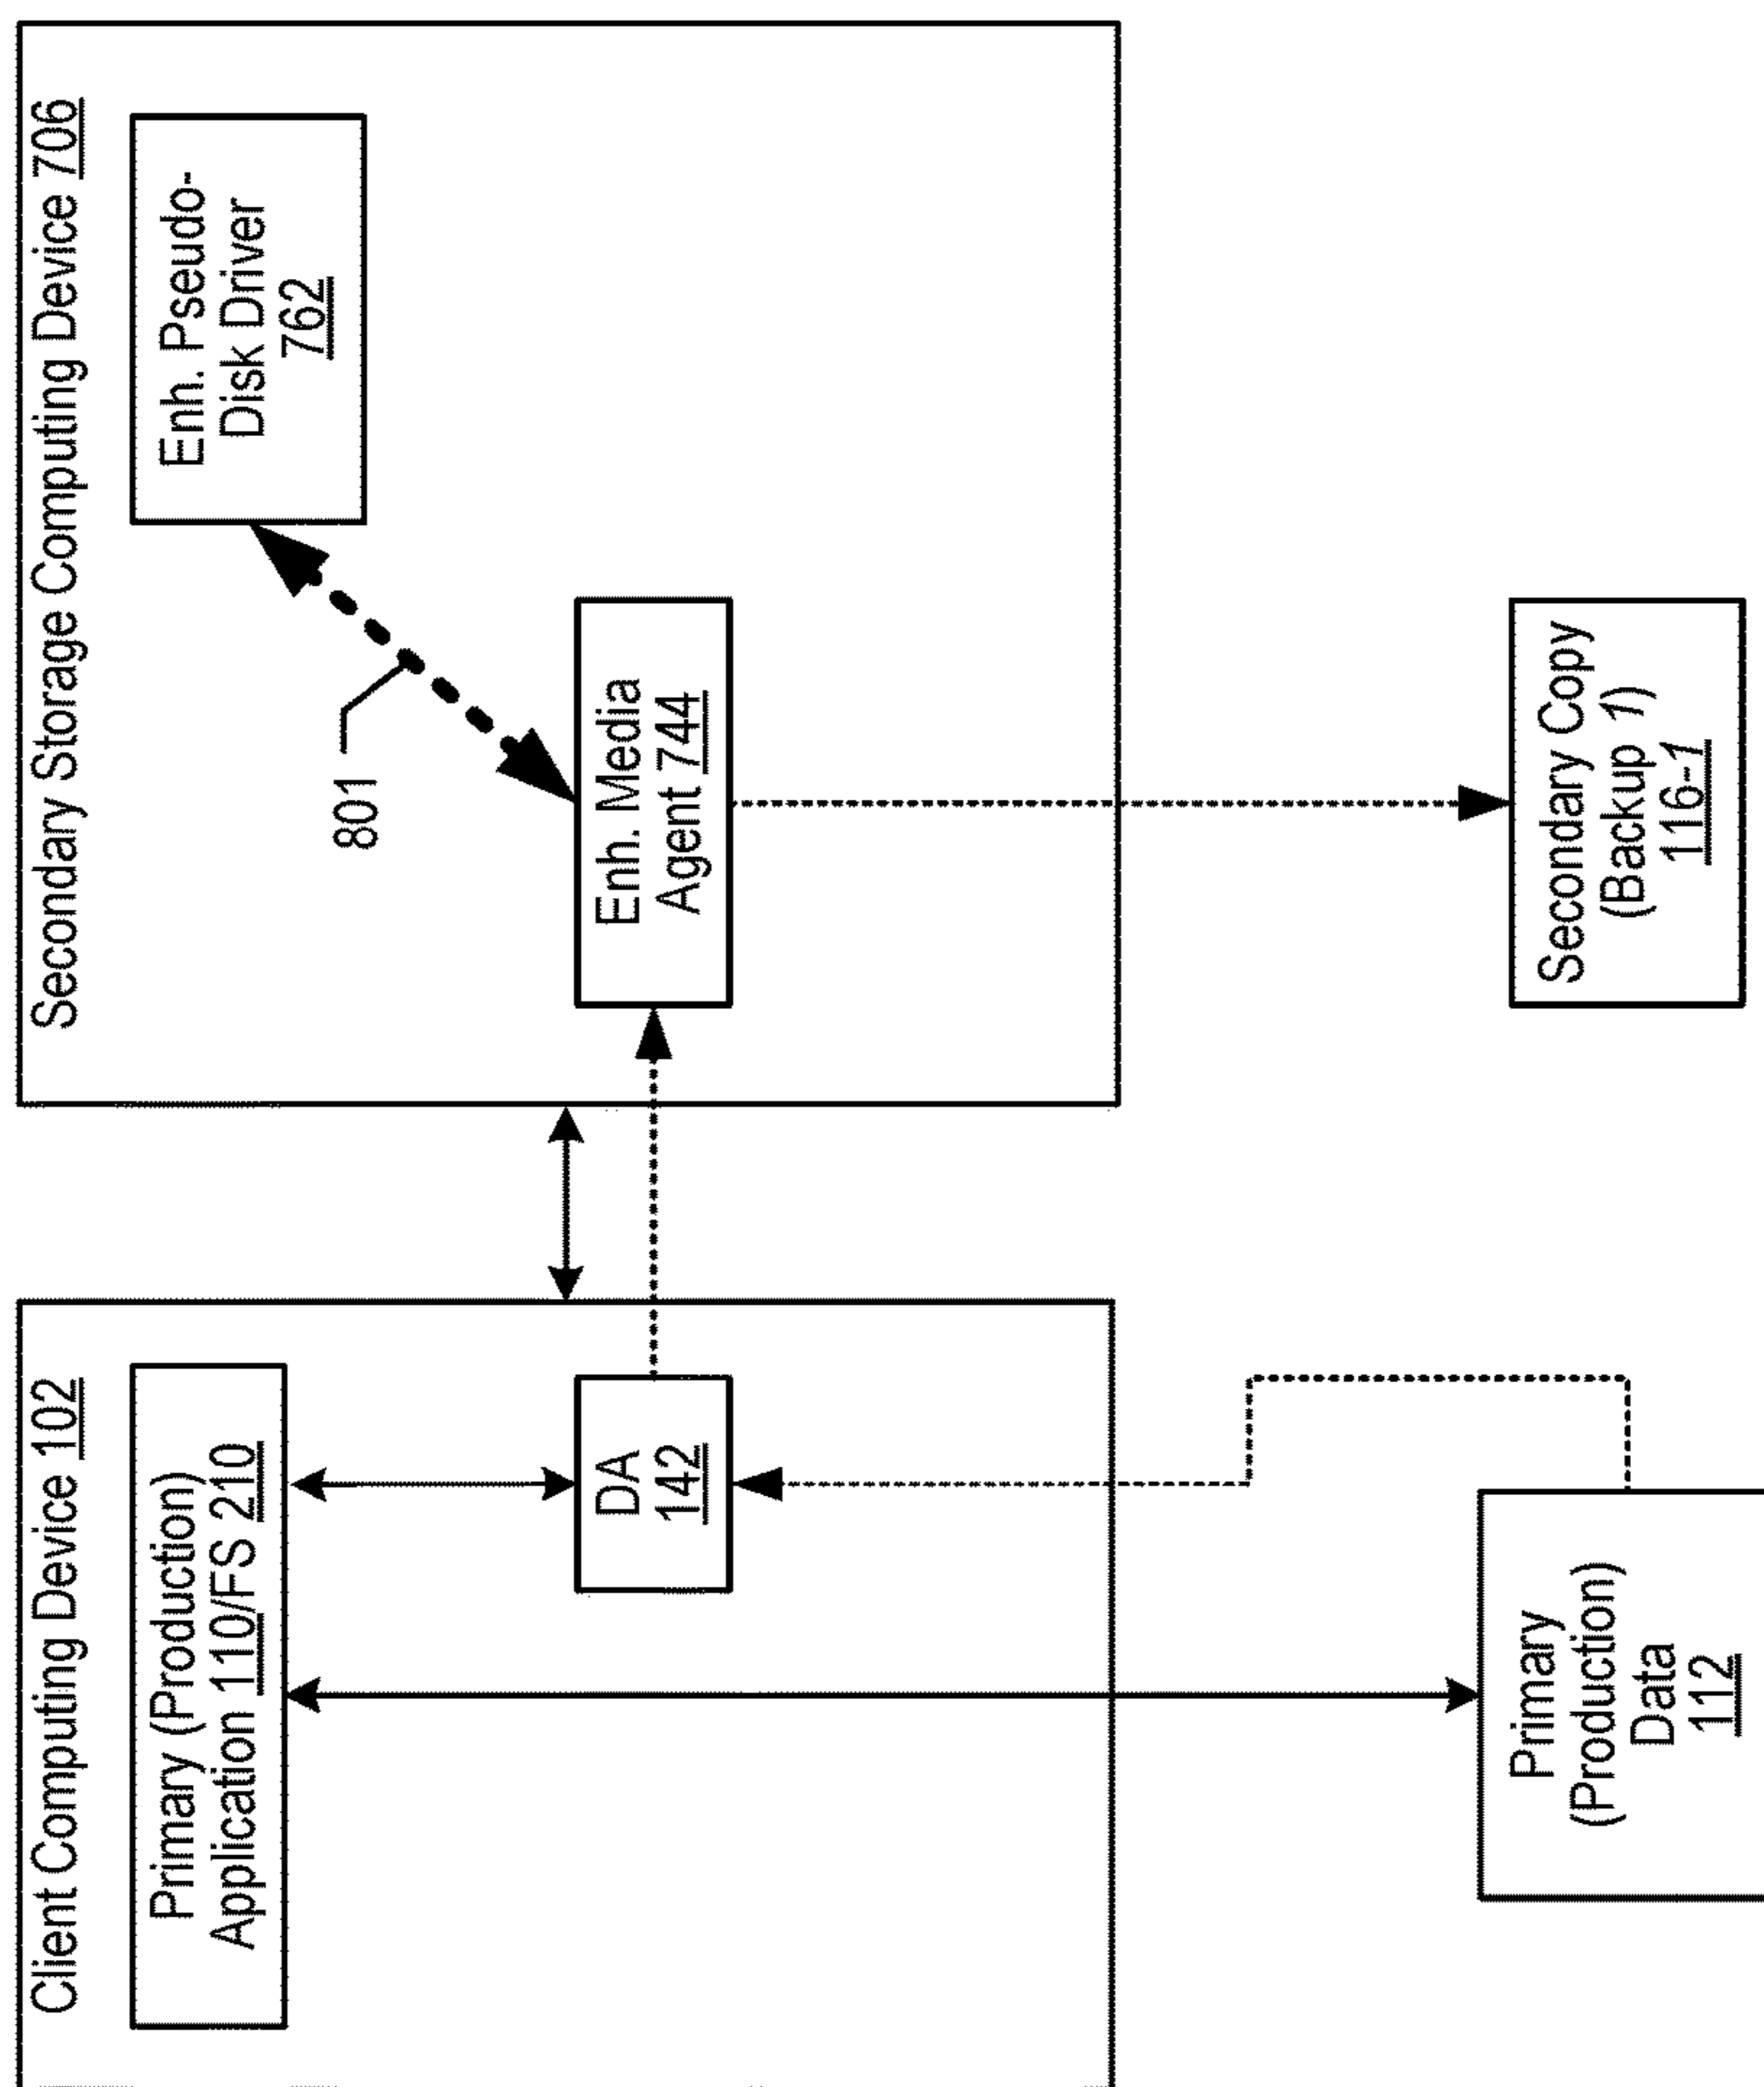 Client Computing Device 102
Primary (Production)
Application 110/FS 210
DA
142
Primary
(Production)
Data
112
Secondary Storage Computing Device 706
Enh. Pseudo-
Disk Driver
762
801
Enh. Media
Agent 744
Secondary Copy
(Backup 1)
116-1